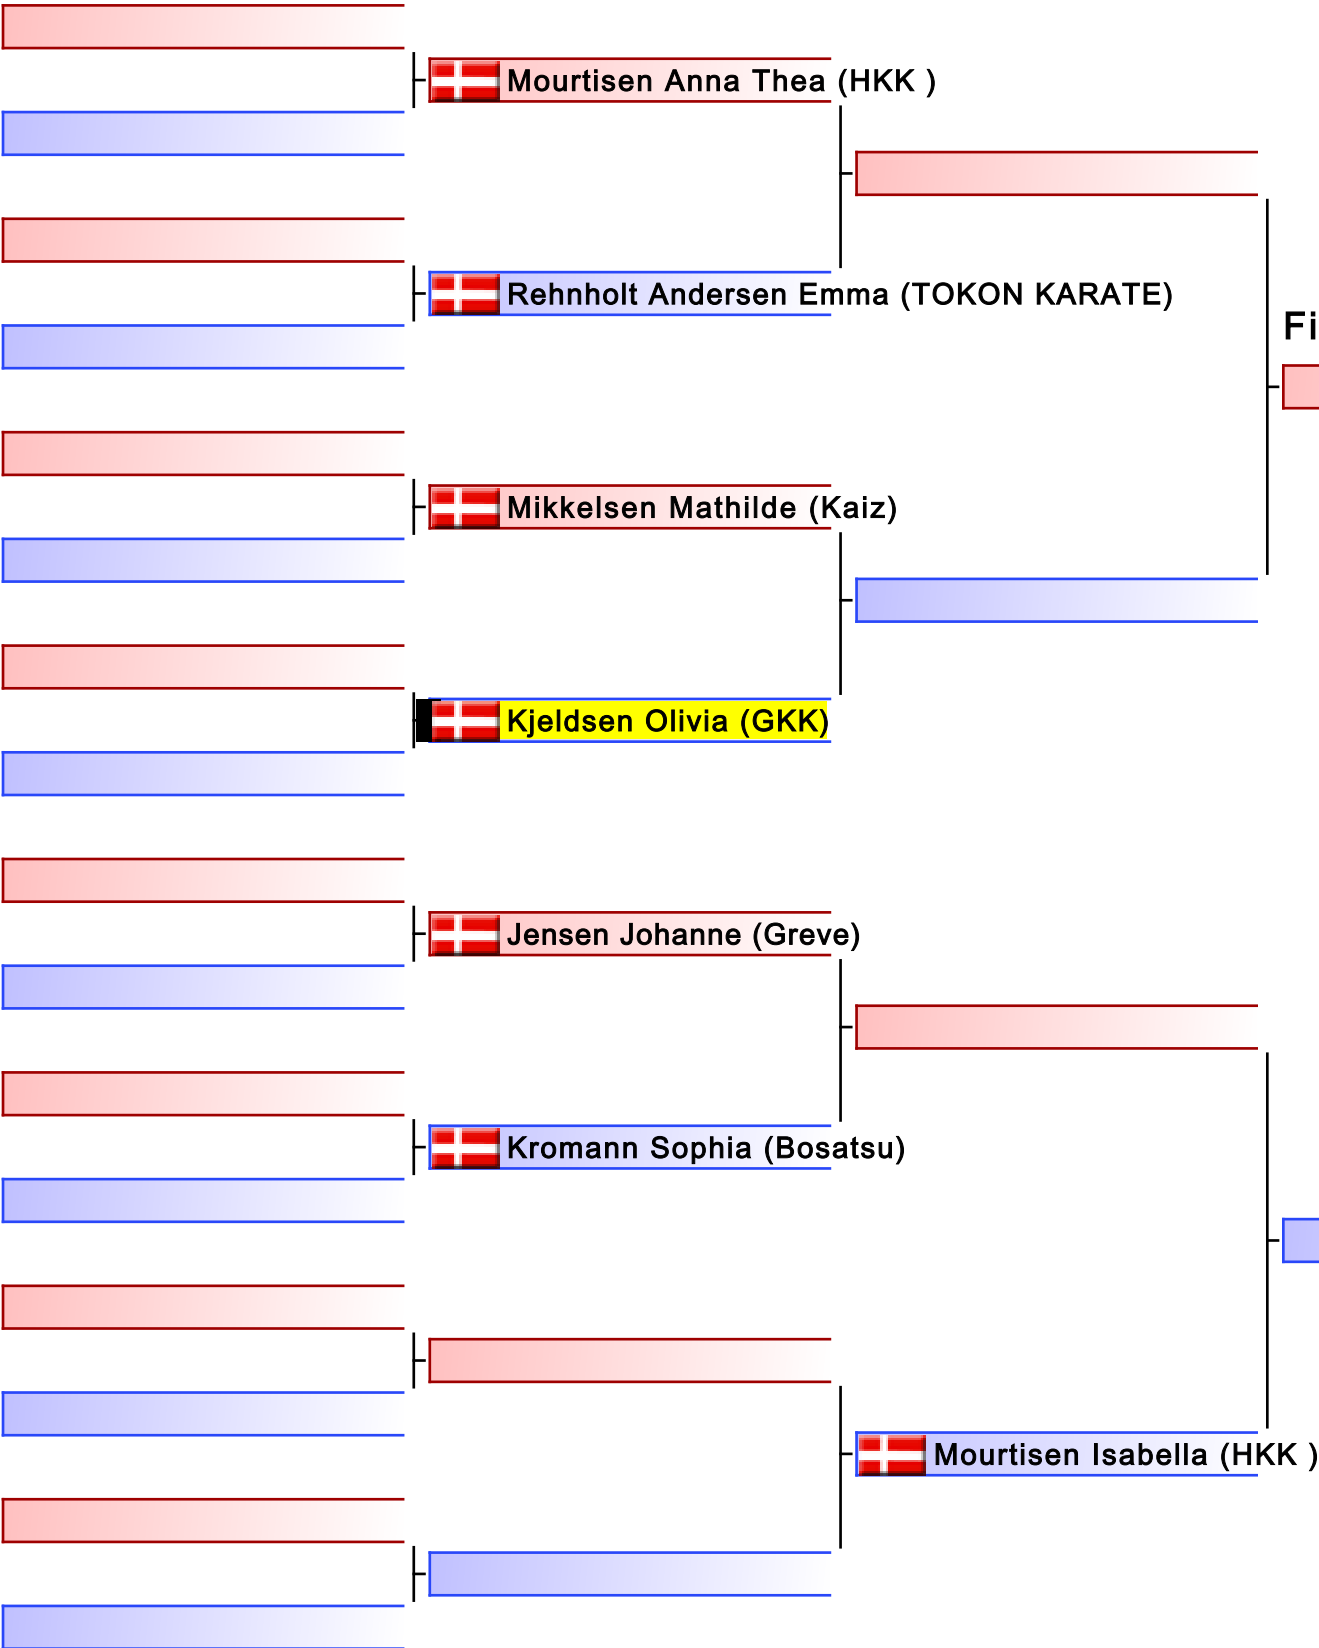 Mourtisen Anna Thea (HKK )
Rehnholt Andersen Emma (TOKON KARATE)
Fi
Mikkelsen Mathilde (Kaiz)
Kjeldsen Olivia (GKK)
Jensen Johanne (Greve)
Kromann Sophia (Bosatsu)
Mourtisen Isabella (HKK )